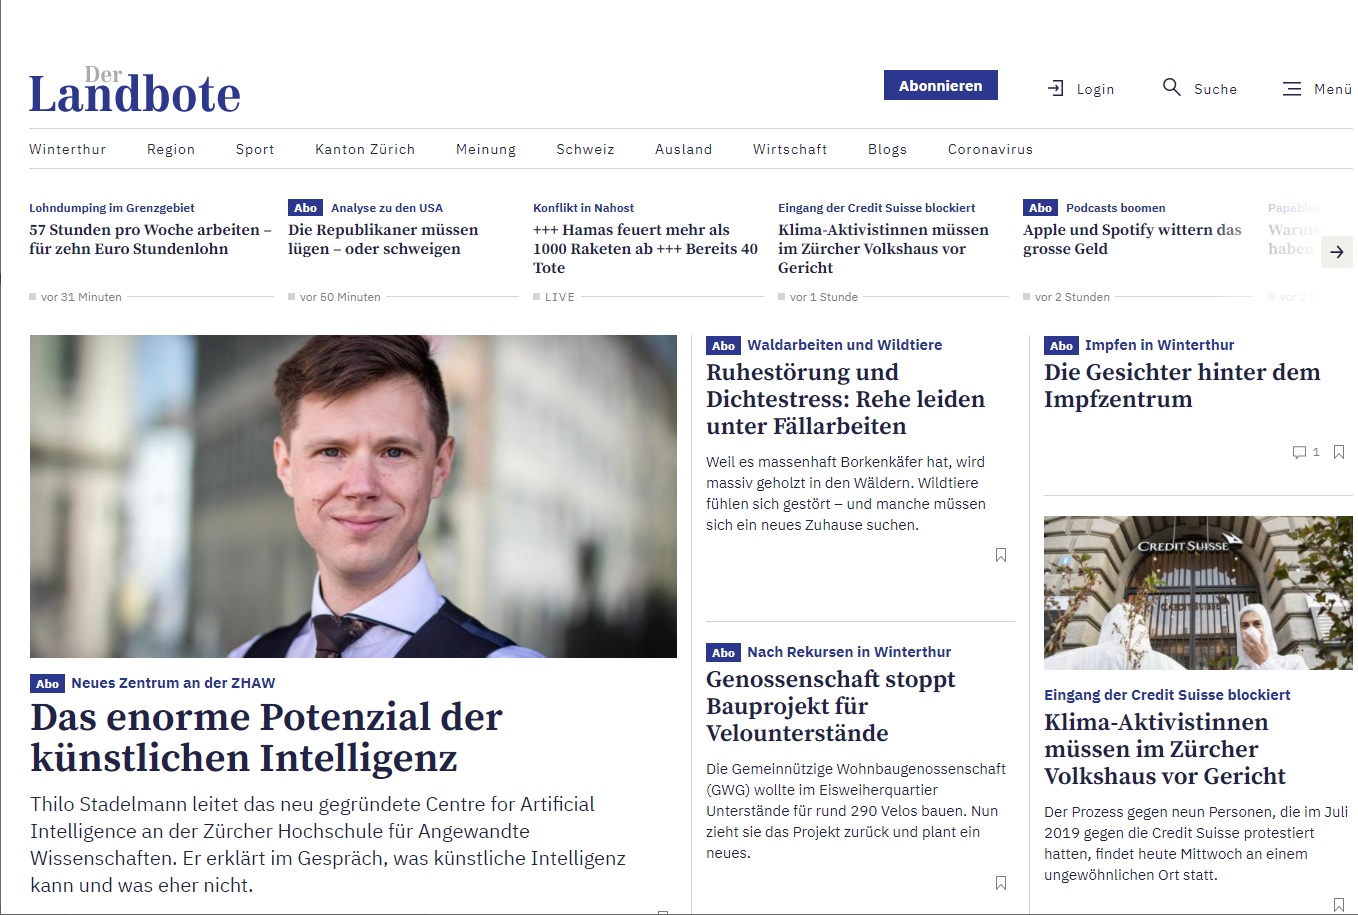 Der
Landbote
Abonnieren
Login
Suche
Menü
Winterthur Region Sport Kanton Zürich Meinung Schweiz Ausland Wirtschaft Blogs Coronavirus
Lohndumping im Grenzgebiet
57 Stunden pro Woche arbeiten –
für zehn Euro Stundenlohn
vor 31 Minuten
Abo Analyse zu den USA
Die Republikaner müssen
lügen – oder schweigen
vor 50 Minuten
Konflikt in Nahost
+++ Hamas feuert mehr als
1000 Raketen ab +++ Bereits 40
Tote
LIVE
Eingang der Credit Suisse blockiert
Klima-Aktivistinnen müssen
im Zürcher Volkshaus vor
Gericht
vor 1 Stunde
Abo Podcasts boomen
Apple und Spotify wittern das
grosse Geld
vor 2 Stunden
haben
vor 2
Abo Neues Zentrum an der ZHAW
Das enorme Potenzial der
künstlichen Intelligenz
Thilo Stadelmann leitet das neu gegründete Centre for Artificial
Intelligence an der Zürcher Hochschule für Angewandte
Wissenschaften. Er erklärt im Gespräch, was künstliche Intelligenz
kann und was eher nicht.
Abo Waldarbeiten und Wildtiere
Ruhestörung und
Dichtestress: Rehe leiden
unter Fällarbeiten
Weil es massenhaft Borkenkäfer hat, wird
massiv geholzt in den Wäldern. Wildtiere
fühlen sich gestört – und manche müssen
sich ein neues Zuhause suchen.
Abo Nach Rekursen in Winterthur
Genossenschaft stoppt
Bauprojekt für
Velounterstände
Die Gemeinnützige Wohnbaugenossenschaft
(GWG) wollte im Eisweiherquartier
Unterstände für rund 290 Velos bauen. Nun
zieht sie das Projekt zurück und plant ein
neues.
Abo Impfen in Winterthur
Die Gesichter hinter dem
Impfzentrum
1
CREDIT SUISSE
CREDIT SUISSE
Eingang der Credit Suisse blockiert
Klima-Aktivistinnen
müssen im Zürcher
Volkshaus vor Gericht
Der Prozess gegen neun Personen, die im Juli
2019 gegen die Credit Suisse protestiert
hatten, findet heute Mittwoch an einem
ungewöhnlichen Ort statt.